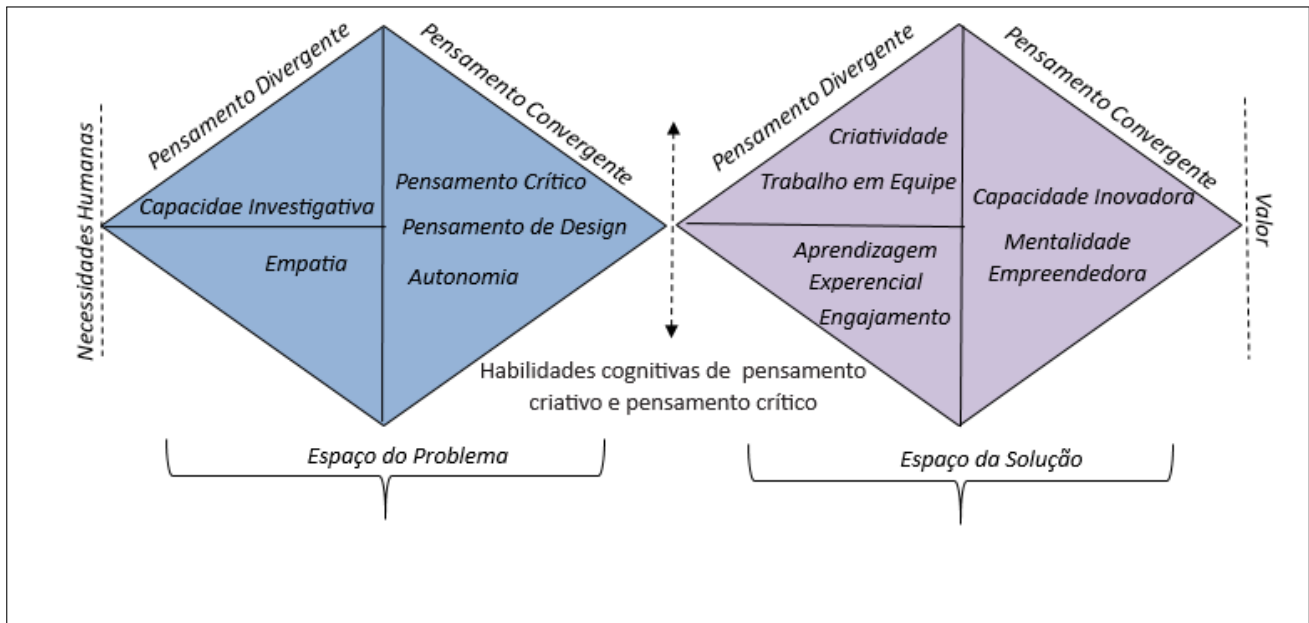 Necessidades Humanas
Pensamento Divergente
Pensamento Convergente
Capacidae Investigativa
Empatia
Pensamento Crítico
Pensamento de Design
Autonomia
Espaço do Problema
Habilidades cognitivas de pensamento
criativo e pensamento crítico
Pensamento Divergente
Pensamento Convergente
Criatividade
Trabalho em Equipe
Aprendizagem
Experencial
Engajamento
Capacidade Inovadora
Mentalidade
Empreendedora
Espaço da Solução
Valor